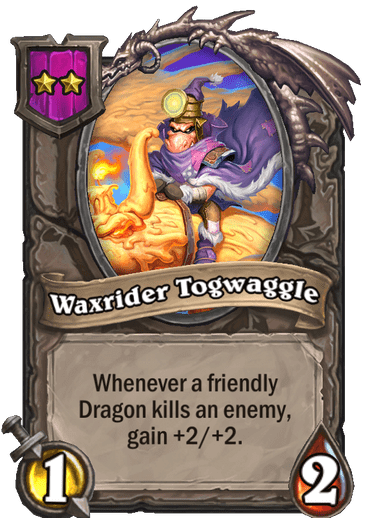 Waxrider Togwaggle
Whenever a friendly
Dragon kills an enemy,
gain +2/+2.
1
2